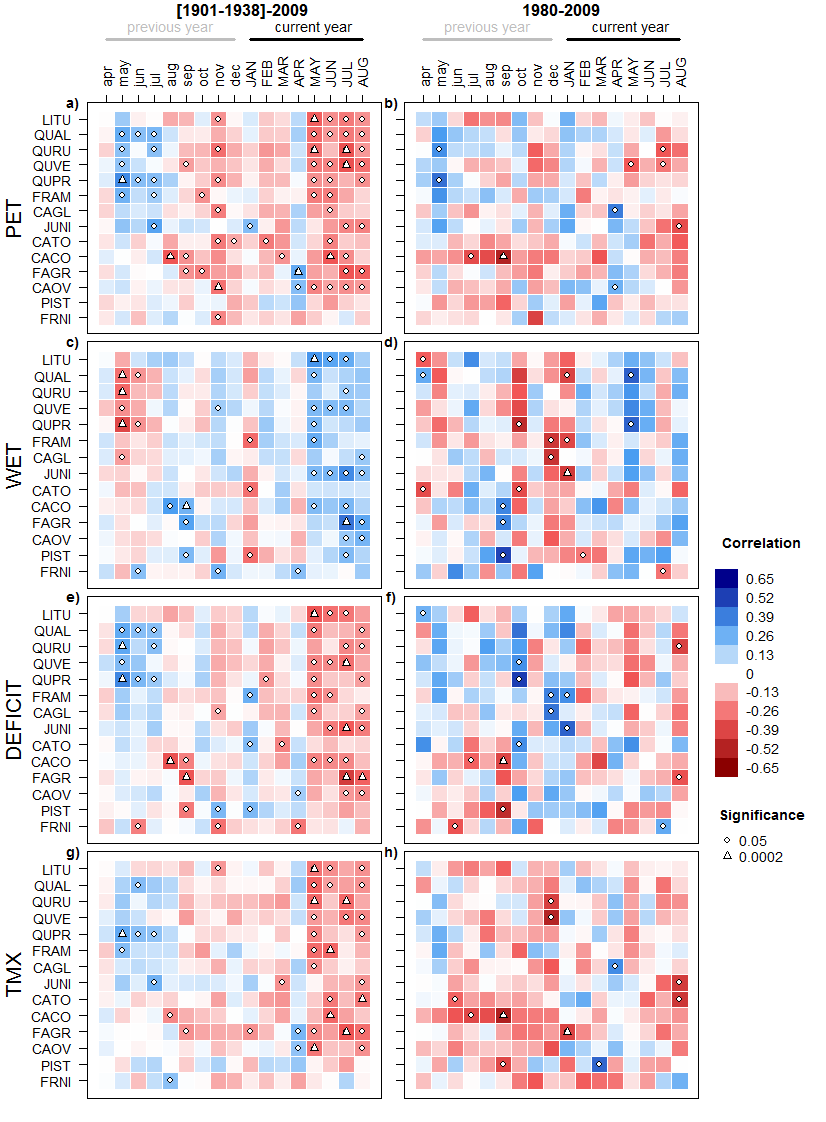 [1901-1938]-2009 1980-2009
previous year current year previous year current year
apr may jun jul aug sep oct nov dec JAN FEB MAR APR MAY JUN JUL AUG apr may jun jul aug sep oct nov dec JAN FEB MAR APR MAY JUN JUL AUG
a) b)
PET
LITU
QUAL
QURU
QUVE
QUPR
FRAM
CAGL
JUNI
CATO
CACO
FAGR
CAOV
PIST
FRNI
c) d)
WET
LITU
QUAL
QURU
QUVE
QUPR
FRAM
CAGL
JUNI
CATO
CACO
FAGR
CAOV
PIST
FRNI
e) f)
DEFICIT
LITU
QUAL
QURU
QUVE
QUPR
FRAM
CAGL
JUNI
CATO
CACO
FAGR
CAOV
PIST
FRNI
g) h)
TMX
LITU
QUAL
QURU
QUVE
QUPR
FRAM
CAGL
JUNI
CATO
CACO
FAGR
CAOV
PIST
FRNI
Correlation
0.65
0.52
0.39
0.26
0.13
0
-0.13
-0.26
-0.39
-0.52
-0.65
Significance
0.05
0.0002